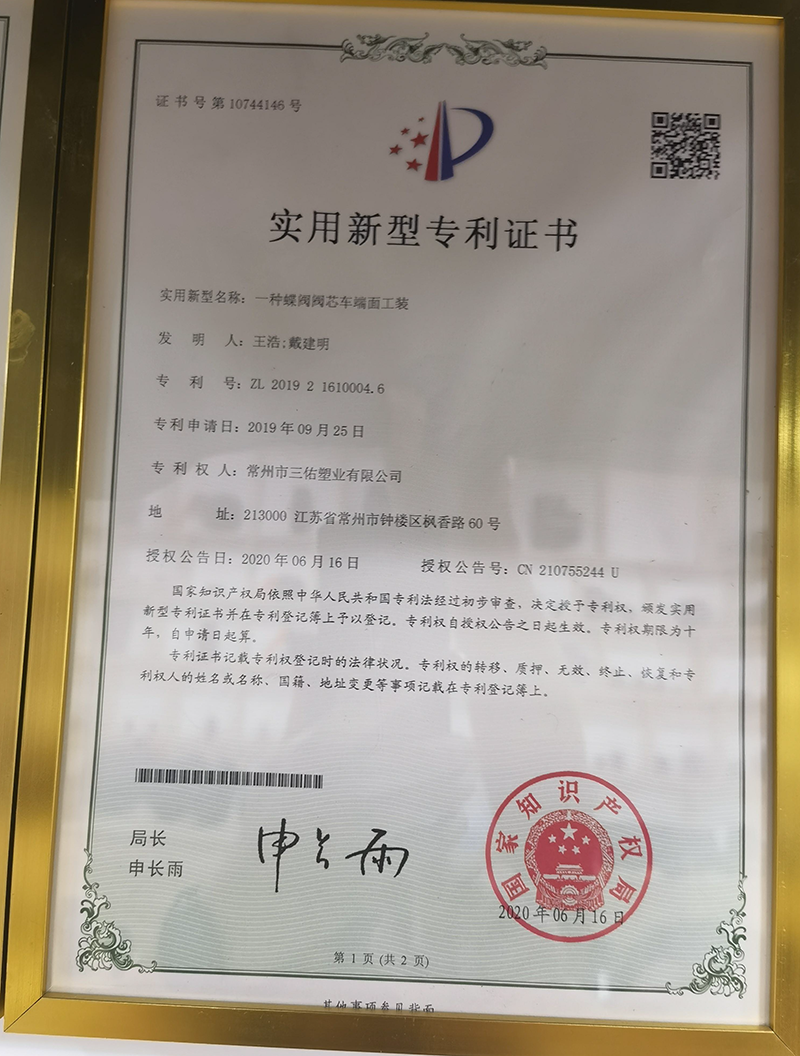 证书号第10744146号
实用新型专利证书
实用新型名称：一种蝶阀阀芯车端面工装
发明人：王浩;戴建明
专利号：ZL 2019 2 1610004.6
专利申请日：2019年09月25日
专利权人：常州市三佑塑业有限公司
地址：213000 江苏省常州市钟楼区枫香路60号
授权公告日：2020年06月16日 授权公告号：CN 210755244 U
国家知识产权局依照中华人民共和国专利法经过初步审查，决定授予专利权，颁发实用
新型专利证书并在专利登记簿上予以登记。专利权自授权公告之日起生效。专利权期限为十
年，自申请日起算。
专利证书记载专利权登记时的法律状况。专利权的转移、质押、无效、终止、恢复和专
利权人的姓名或名称、国籍、地址变更等事项记载在专利登记簿上。
局长
申长雨
申长雨
国家知识产权局
2020年06月16日
第1页(共2页)
其他事项参见背面